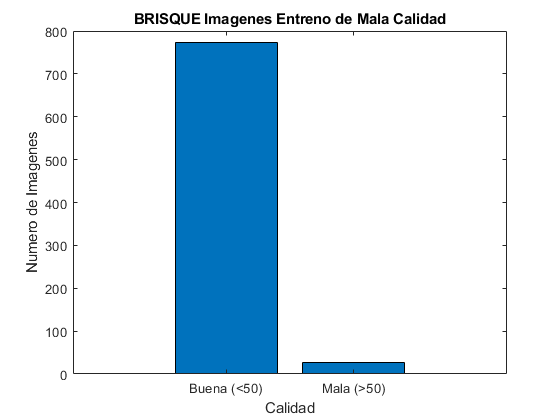 BRISQUE Imagenes Entreno de Mala Calidad
800
700
600
500
400
300
200
100
0
Numero de Imagenes
Buena (<50) Mala (>50)
Calidad